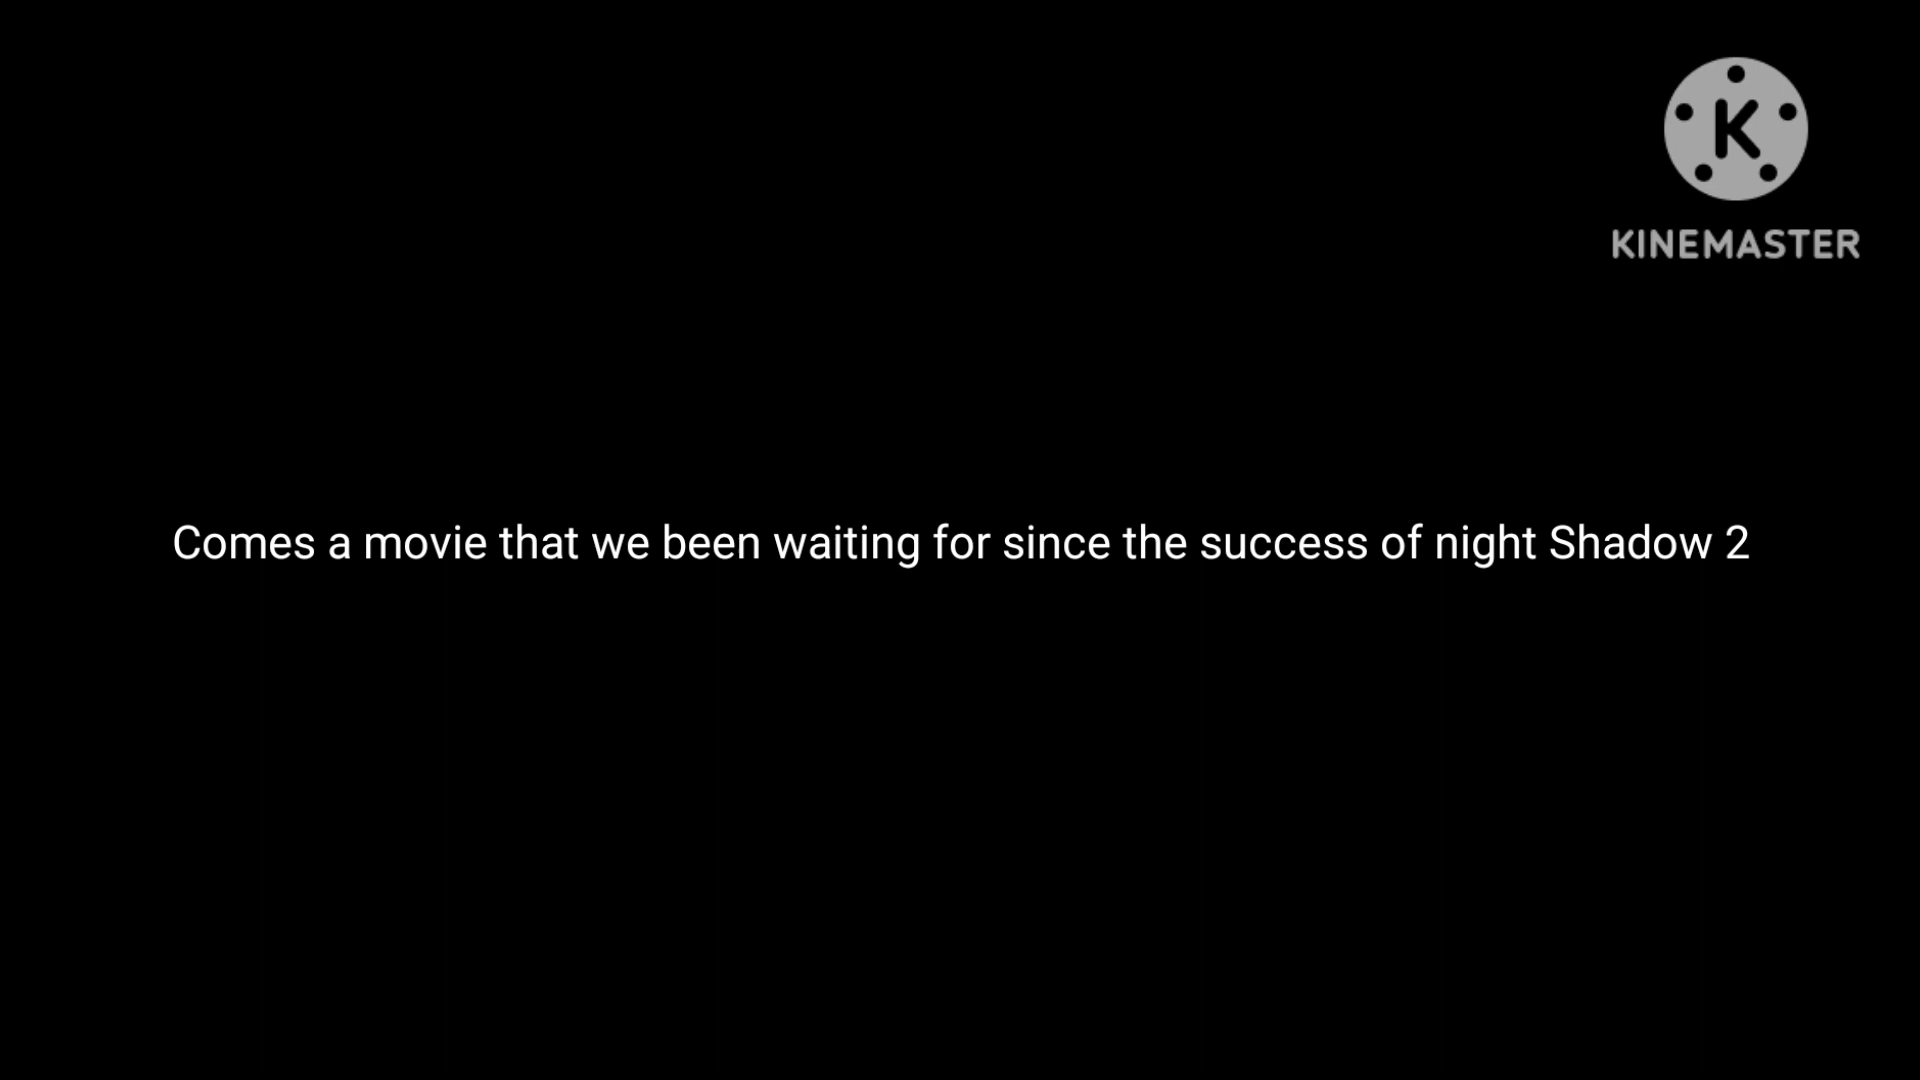 K
KINEMASTER
Comes a movie that we been waiting for since the success of night Shadow 2